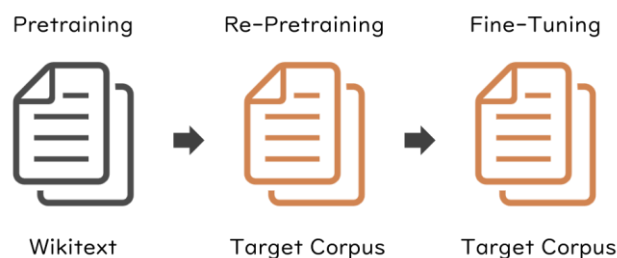 Pretraining
Re-Pretraining
Fine-Tuning
Wikitext
Target Corpus
Target Corpus